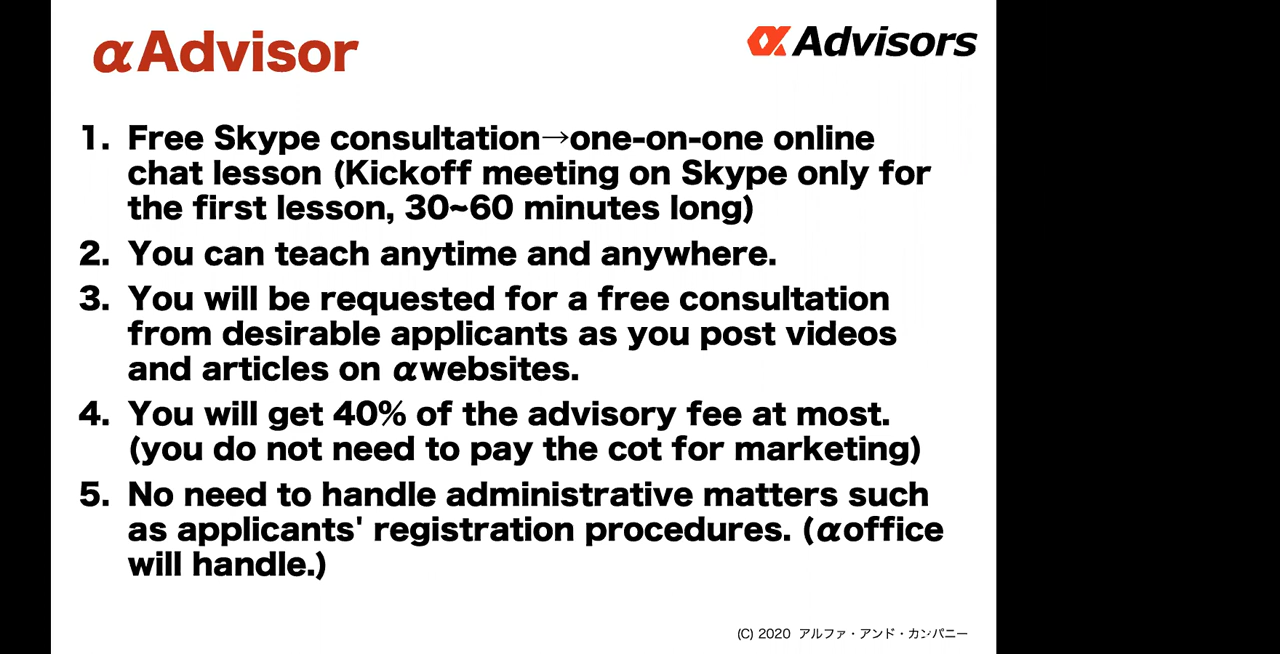 αAdvisor
αAdvisors
1. Free Skype consultation→one-on-one online
chat lesson (Kickoff meeting on Skype only for
the first lesson, 30~60 minutes long)
2. You can teach anytime and anywhere.
3. You will be requested for a free consultation
from desirable applicants as you post videos
and articles on αwebsites.
4. You will get 40% of the advisory fee at most.
(you do not need to pay the cot for marketing)
5. No need to handle administrative matters such
as applicants' registration procedures. (αoffice
will handle.)
(C) 2020 アルファ・アンド・カンパニー